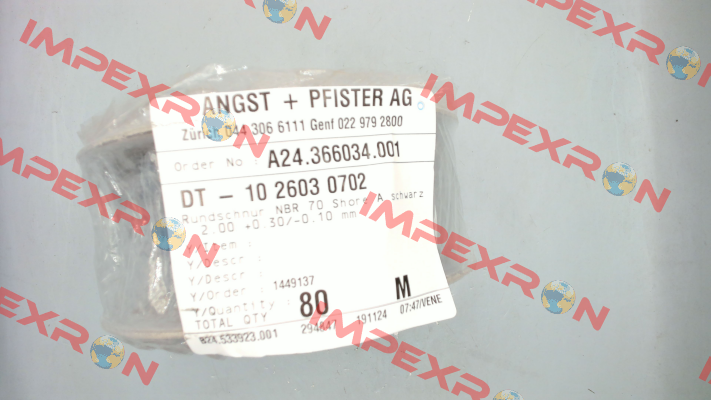 ANGST + PFISTER AG
Zürich 044 306 6111 Genf 022 979 2800
Order No : A24.366034.001
DT - 10 2603 0702
Rundschnur NBR 70 Shore A schwarz
2.00 +0.30/-0.10 mm
Y/Item :
Y/Descr :
Y/Descr :
Y/Order : 1449137
Y/Quantity :
TOTAL QTY 80 M
824.533923.001 294847 191124 07:47/VENE
IMPEXRON
IMPEXRON
IMPEXRON
IMPEXRON
IMPEXRON
IMPEXRON